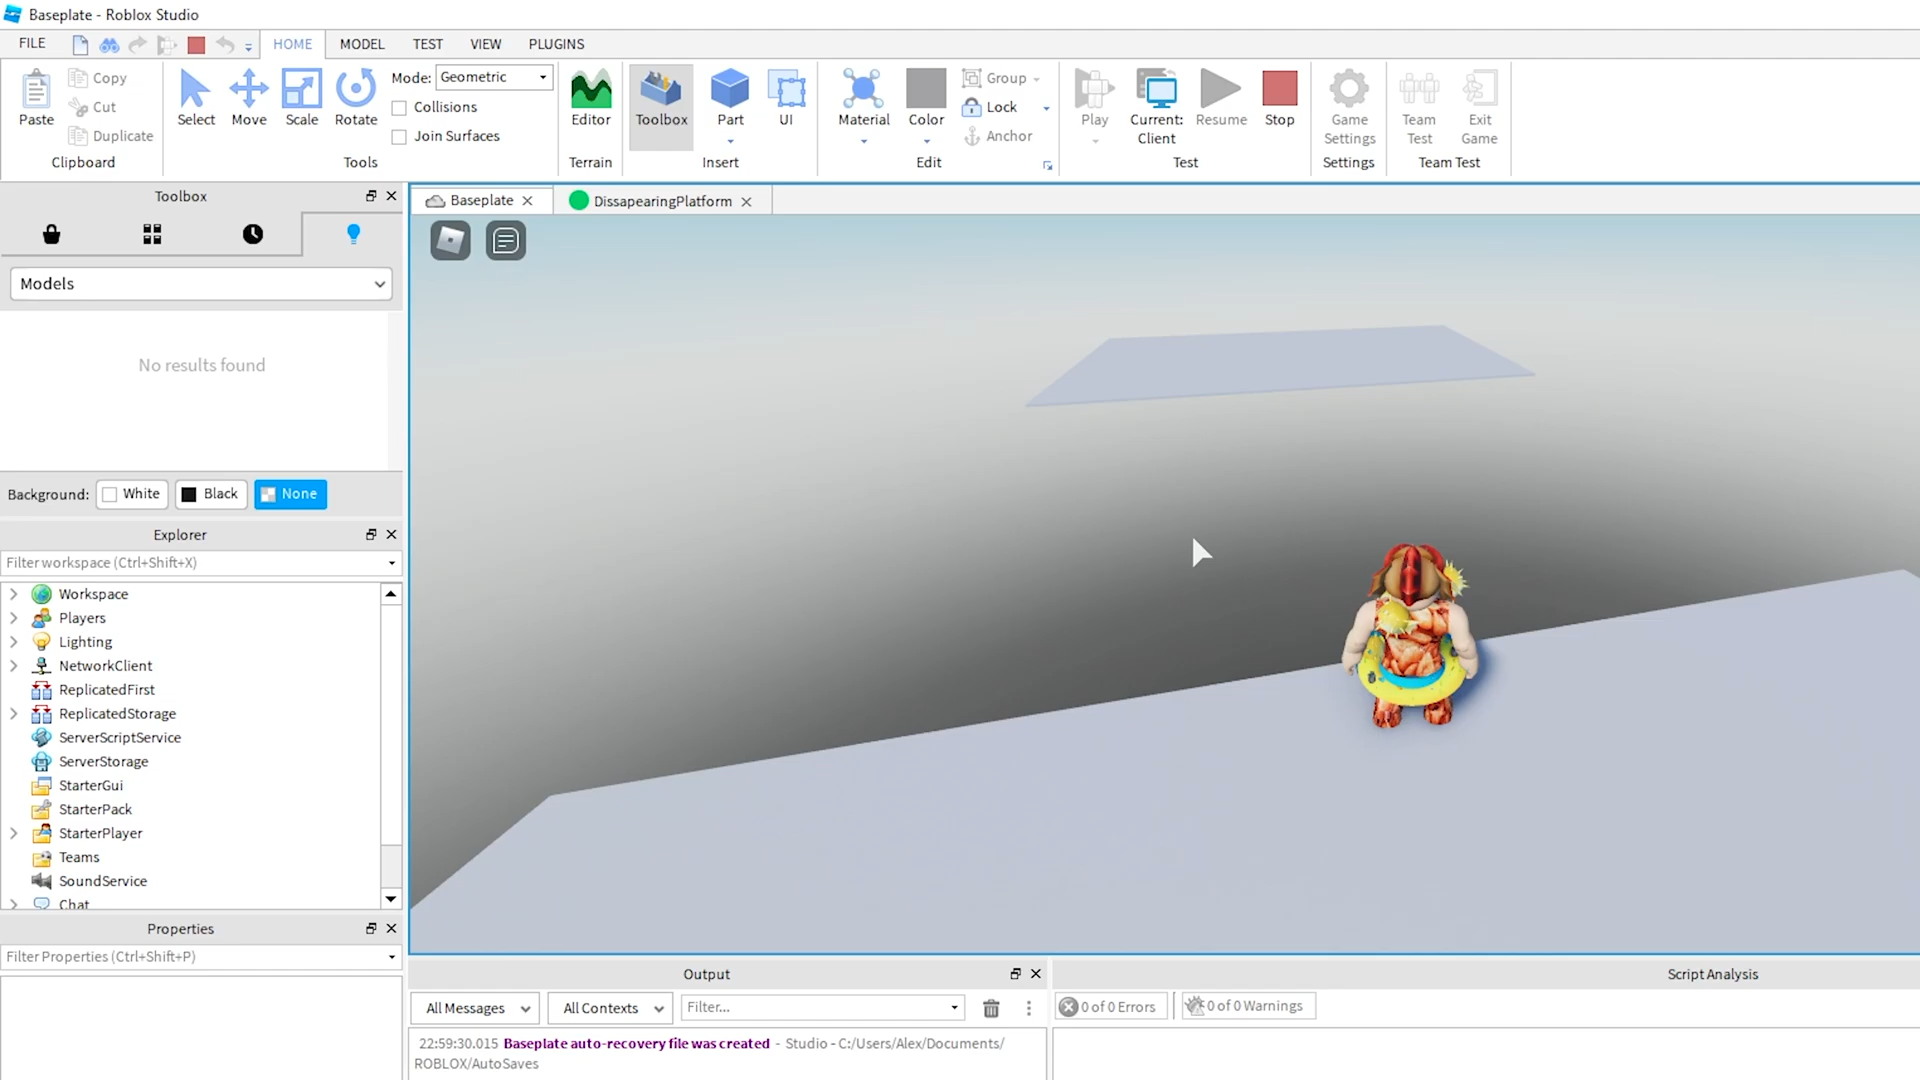 Baseplate - Roblox Studio
FILE HOME MODEL TEST VIEW PLUGINS
Paste Copy Cut Duplicate Clipboard
Select Move Scale Rotate Mode: Geometric Collisions Join Surfaces Tools
Editor Terrain
Toolbox Part UI Insert
Material Color Group Lock Anchor Edit
Play Current: Client Resume Stop Test
Game Settings Settings
Team Test Exit Game Team Test
Toolbox
Models
No results found
Background: White Black None
Explorer
Filter workspace (Ctrl+Shift+X)
Workspace
Players
Lighting
NetworkClient
ReplicatedFirst
ReplicatedStorage
ServerScriptService
ServerStorage
StarterGui
StarterPack
StarterPlayer
Teams
SoundService
Chat
Properties
Filter Properties (Ctrl+Shift+P)
Baseplate DissapearingPlatform
Output
All Messages All Contexts Filter...
22:59:30.015 Baseplate auto-recovery file was created - Studio - C:/Users/Alex/Documents/
ROBLOX/AutoSaves
Script Analysis
0 of 0 Errors 0 of 0 Warnings